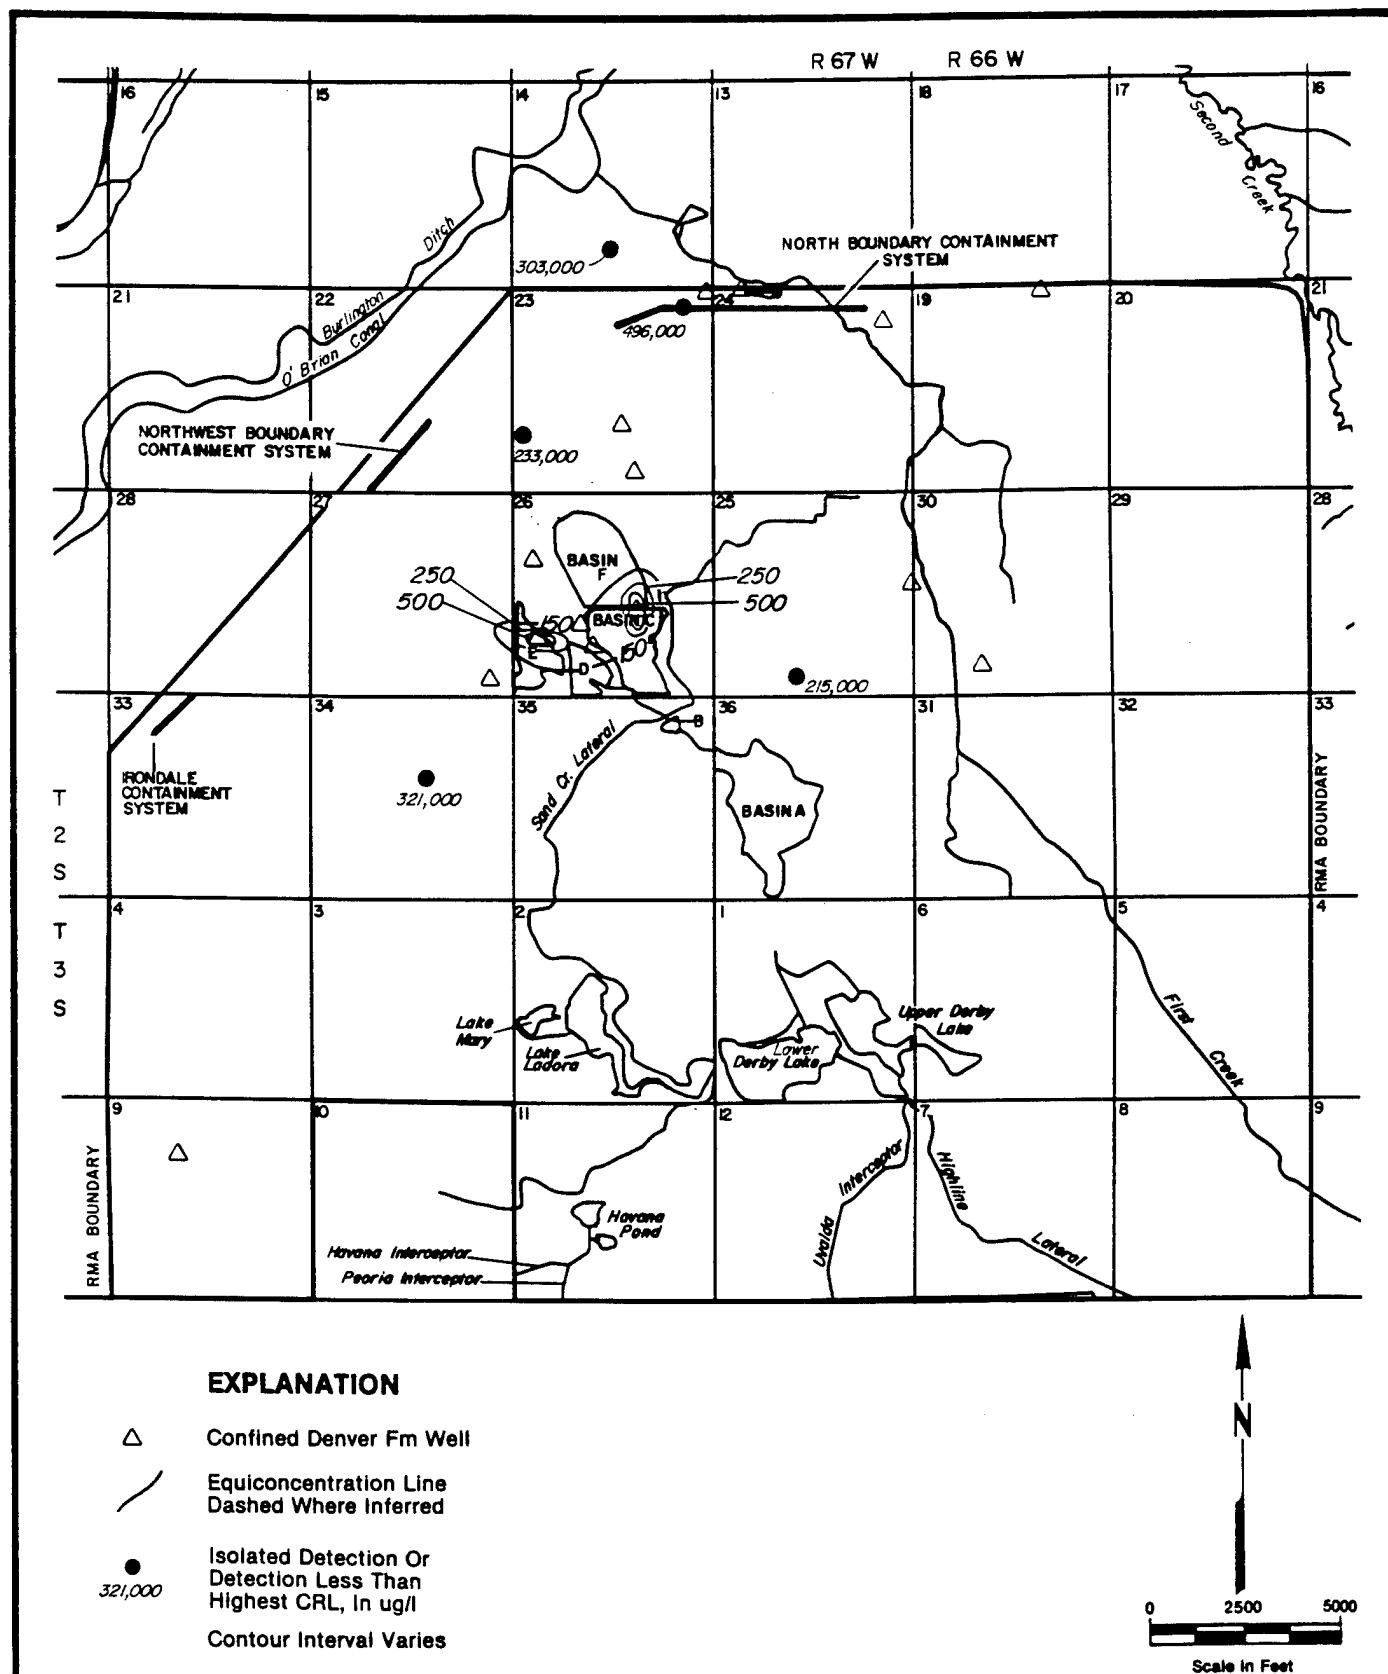 R 67 W R 66 W
16 15 14 13 18 17 16
Second
Creek
Ditch
303,000
NORTH BOUNDARY CONTAINMENT
SYSTEM
21 22 23 24 19 20 21
Burlington
O' Brian Canal
496,000
NORTHWEST BOUNDARY
CONTAINMENT SYSTEM
233,000
28 27 26 25 30 29 28
BASIN
F
250 250
500 500
150 BASIN C
E D 150
215,000
33 34 35 36 31 32 33
B
Sand Cr. Lateral
IRONDALE
CONTAINMENT
SYSTEM
321,000
BASIN A
RMA BOUNDARY
T
2
S
4 3 2 1 6 5 4
T
3
S
Lake
Mary
Lake
Ladora
Lower
Derby Lake
Upper Derby
Lake
First
Creek
9 10 11 12 7 8 9
RMA BOUNDARY
Uvalda Interceptor
Highline
Lateral
Havana
Pond
Havana Interceptor
Peoria Interceptor
EXPLANATION
Confined Denver Fm Well
Equiconcentration Line
Dashed Where Inferred
Isolated Detection Or
Detection Less Than
Highest CRL, In ug/l
321,000
Contour Interval Varies
N
0 2500 5000
Scale in Feet